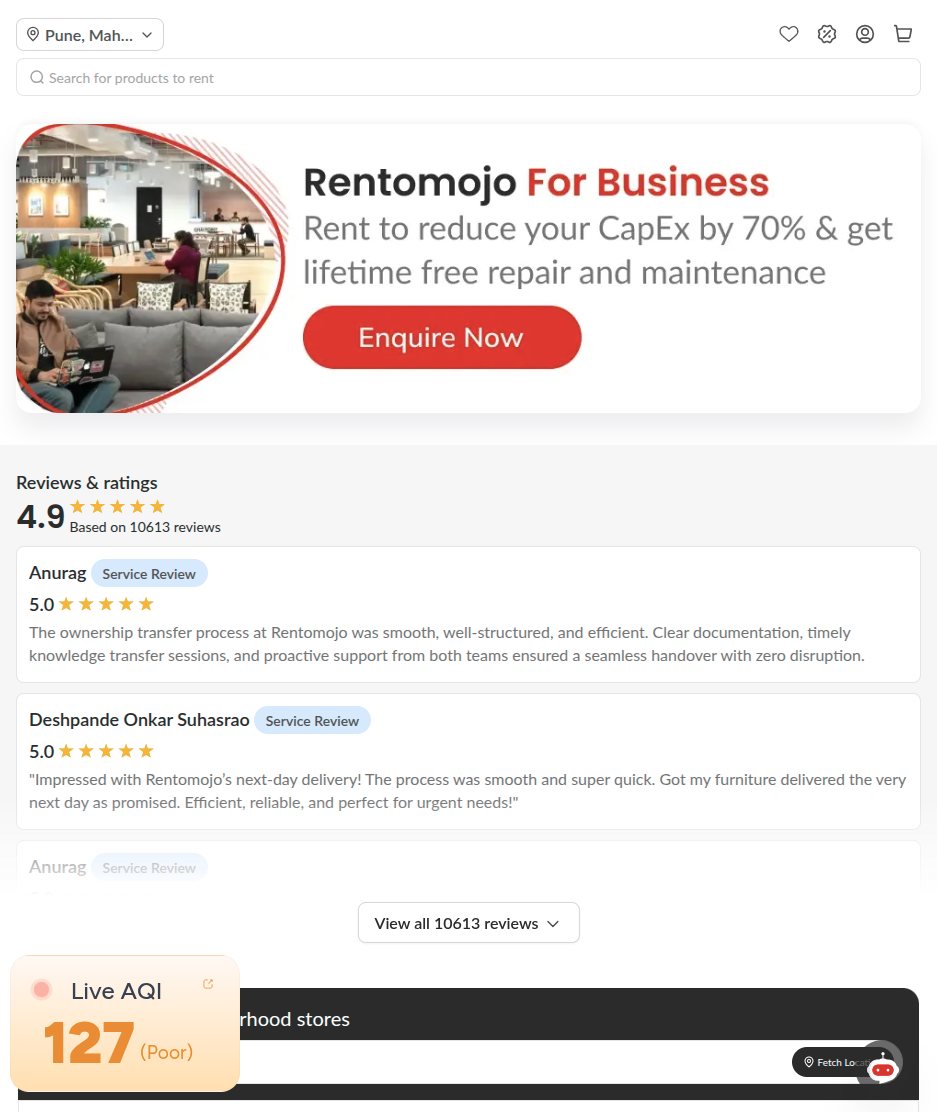 Pune, Mah...
Search for products to rent
Rentomojo For Business
Rent to reduce your CapEx by 70% & get
lifetime free repair and maintenance
Enquire Now
Reviews & ratings
4.9
Based on 10613 reviews
Anurag Service Review
5.0
The ownership transfer process at Rentomojo was smooth, well-structured, and efficient. Clear documentation, timely
knowledge transfer sessions, and proactive support from both teams ensured a seamless handover with zero disruption.
Deshpande Onkar Suhasrao Service Review
5.0
"Impressed with Rentomojo's next-day delivery! The process was smooth and super quick. Got my furniture delivered the very
next day as promised. Efficient, reliable, and perfect for urgent needs!"
Anurag Service Review
View all 10613 reviews
Live AQI
127 (Poor)
rhood stores
Fetch Locati